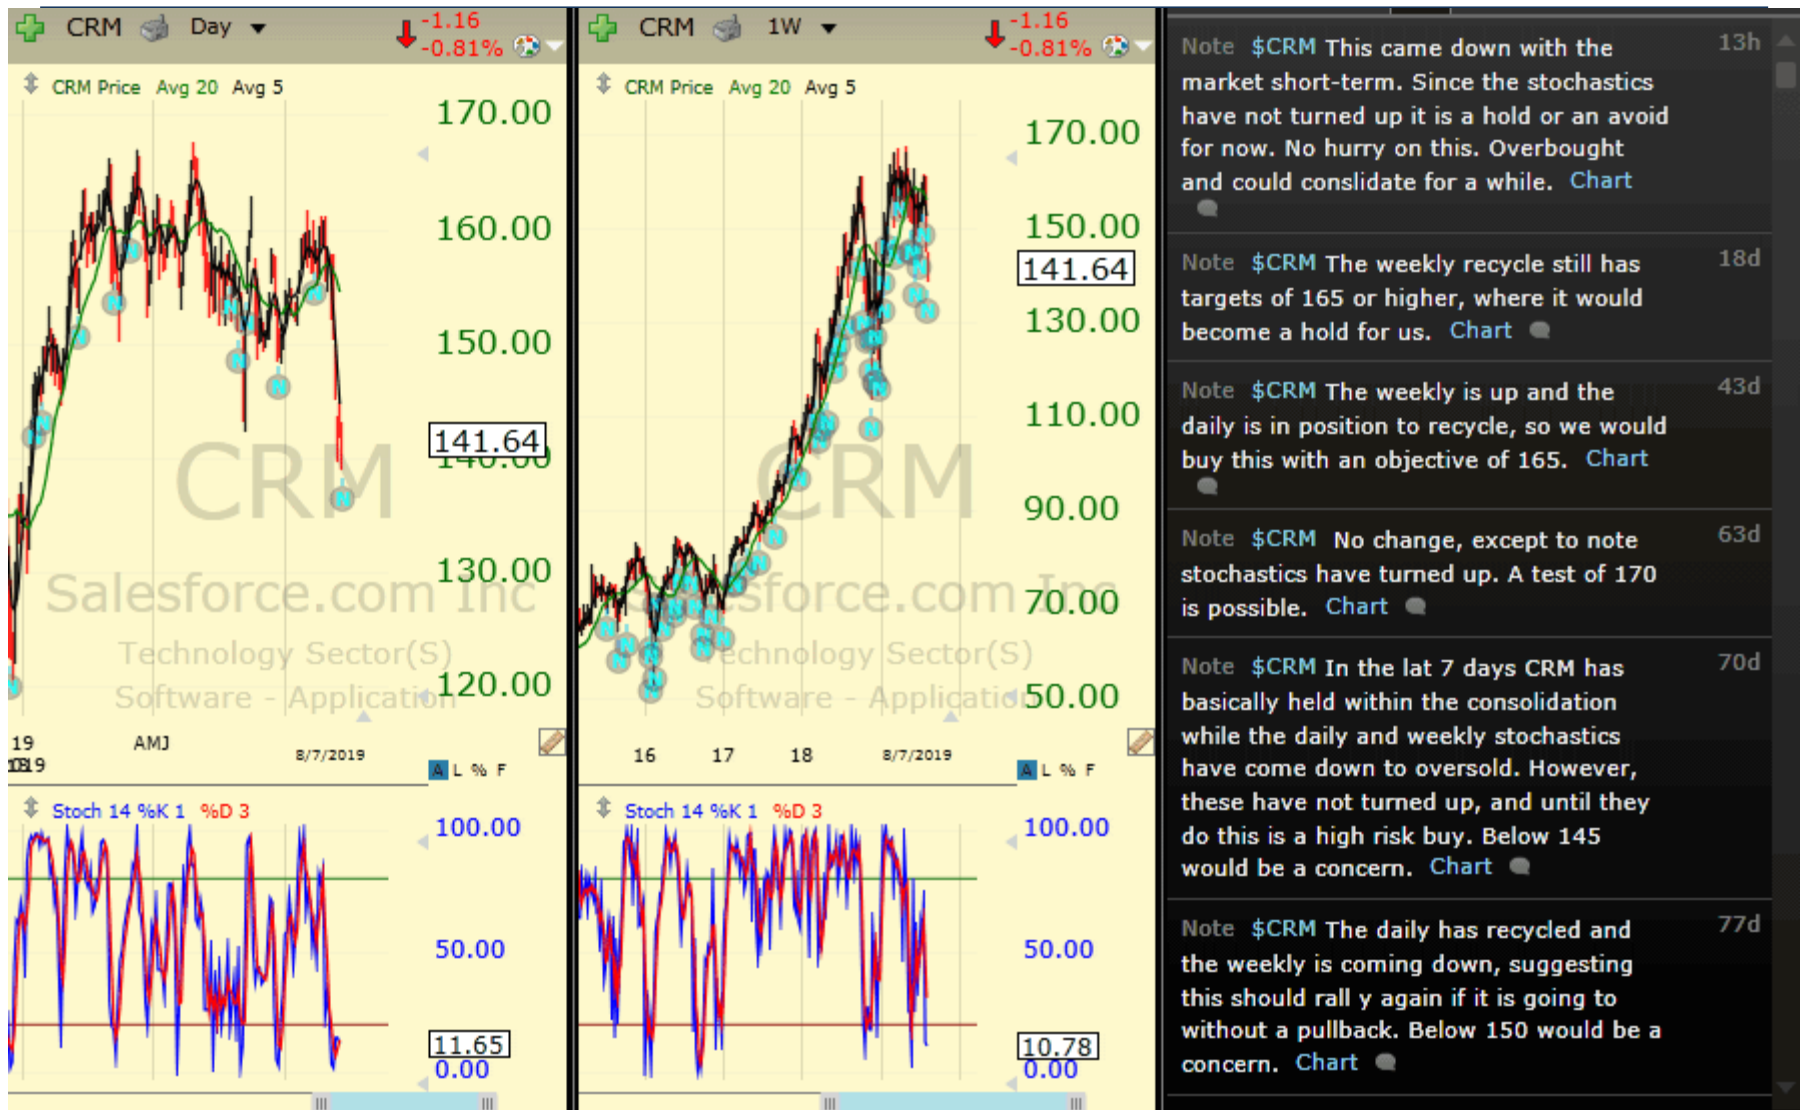 CRM Day
-1.16
-0.81%
CRM Price Avg 20 Avg 5
170.00
160.00
150.00
141.64
140.00
130.00
120.00
CRM
Salesforce.com Inc
Technology Sector(S)
Software - Application
19 AMJ 8/7/2019
A L % F
Stoch 14 %K 1 %D 3
100.00
50.00
11.65
0.00
CRM 1W
-1.16
-0.81%
CRM Price Avg 20 Avg 5
170.00
150.00
141.64
130.00
110.00
90.00
70.00
50.00
CRM
Salesforce.com Inc
Technology Sector(S)
Software - Application
16 17 18 8/7/2019
A L % F
Stoch 14 %K 1 %D 3
100.00
50.00
10.78
0.00
Note $CRM This came down with the 13h
market short-term. Since the stochastics
have not turned up it is a hold or an avoid
for now. No hurry on this. Overbought
and could conslidate for a while. Chart
Note $CRM The weekly recycle still has 18d
targets of 165 or higher, where it would
become a hold for us. Chart
Note $CRM The weekly is up and the 43d
daily is in position to recycle, so we would
buy this with an objective of 165. Chart
Note $CRM No change, except to note 63d
stochastics have turned up. A test of 170
is possible. Chart
Note $CRM In the lat 7 days CRM has 70d
basically held within the consolidation
while the daily and weekly stochastics
have come down to oversold. However,
these have not turned up, and until they
do this is a high risk buy. Below 145
would be a concern. Chart
Note $CRM The daily has recycled and 77d
the weekly is coming down, suggesting
this should rall y again if it is going to
without a pullback. Below 150 would be a
concern. Chart